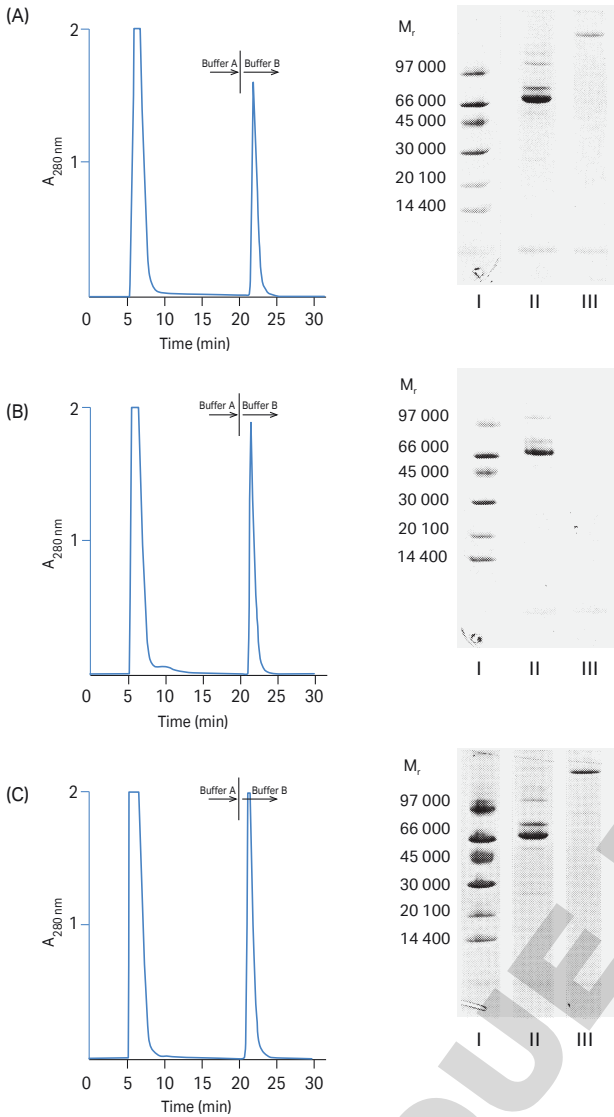 (A)
2
1
A280 nm
Buffer A
Buffer B
0 5 10 15 20 25 30
Time (min)
Mr
97 000
66 000
45 000
30 000
20 100
14 400
I II III
(B)
2
1
A280 nm
Buffer A
Buffer B
0 5 10 15 20 25 30
Time (min)
Mr
97 000
66 000
45 000
30 000
20 100
14 400
I II III
(C)
2
1
A280 nm
Buffer A
Buffer B
0 5 10 15 20 25 30
Time (min)
Mr
97 000
66 000
45 000
30 000
20 100
14 400
I II III